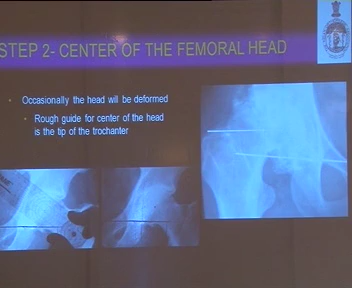 STEP 2- CENTER OF THE FEMORAL HEAD
Occasionally the head will be deformed
Rough guide for center of the head
is the tip of the trochanter